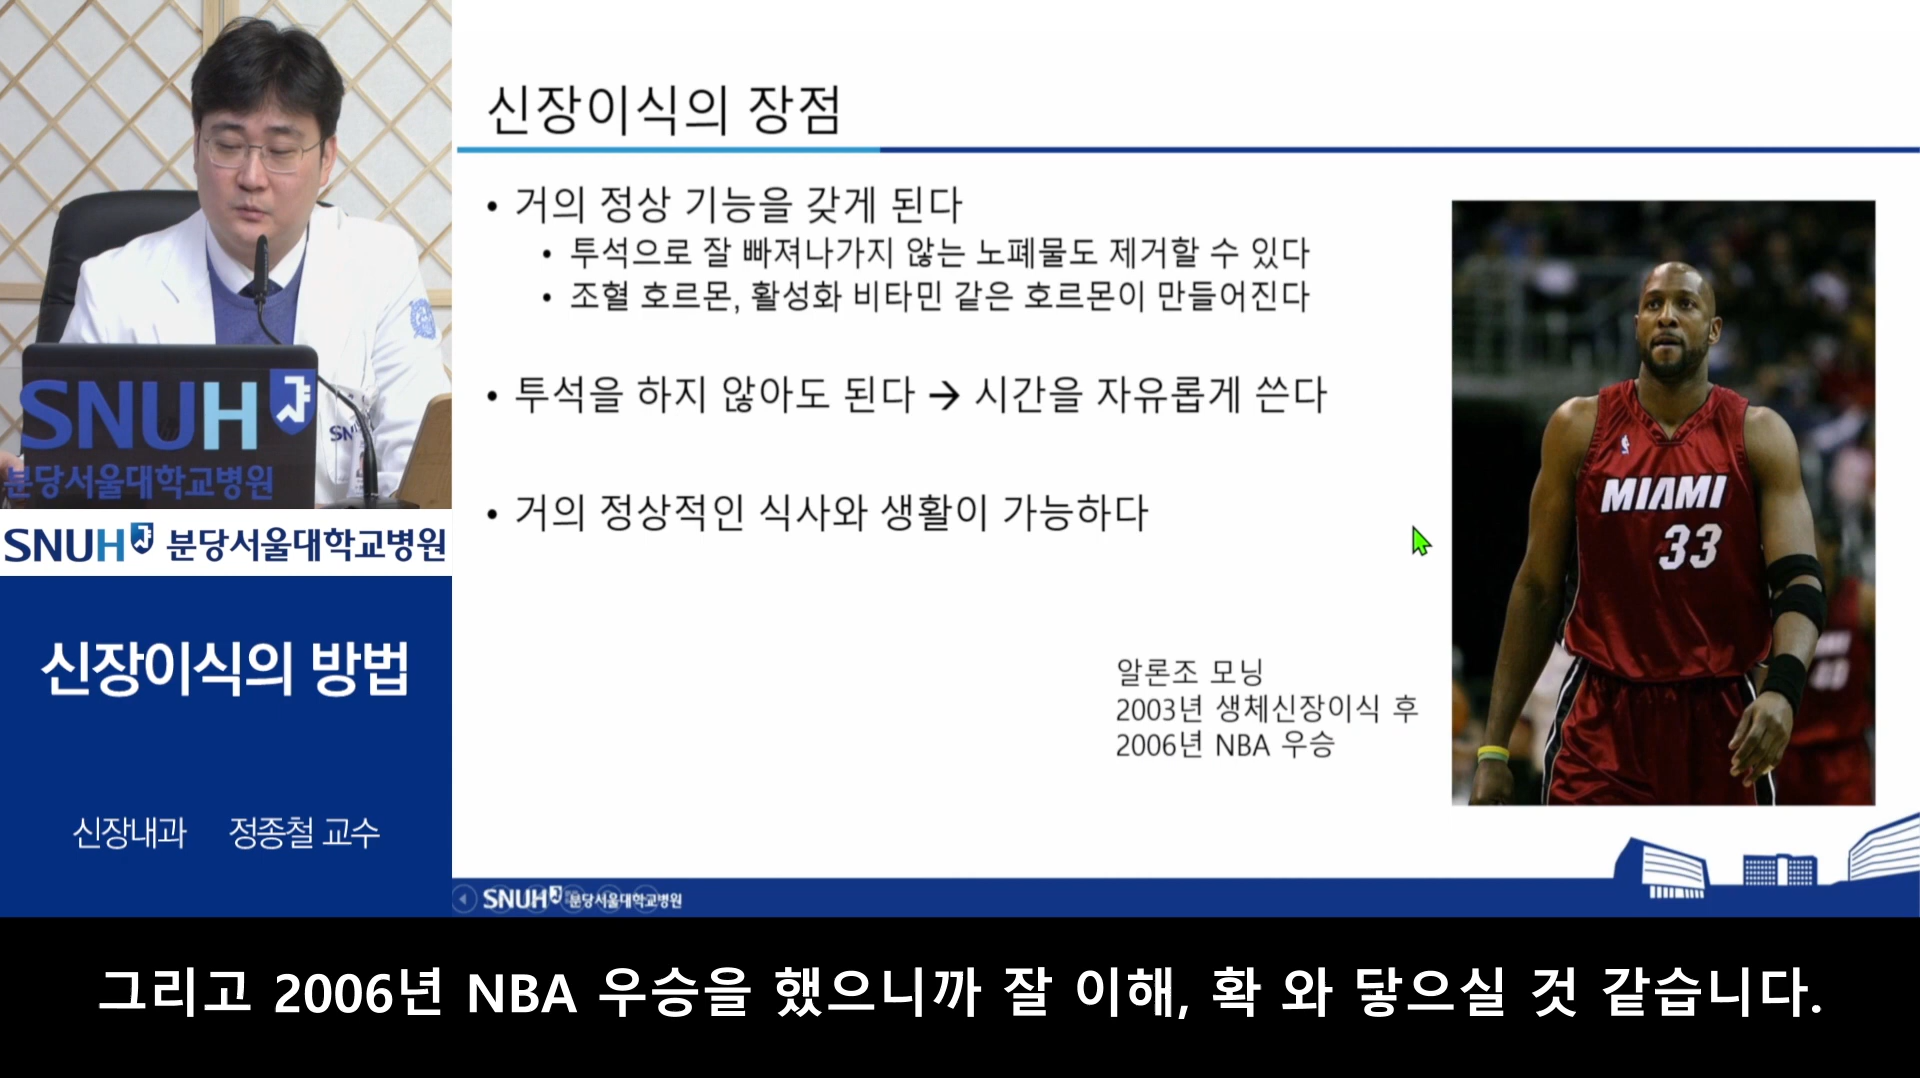 SNUH
분당서울대학교병원
SN
SNUH 분당서울대학교병원
신장이식의 방법
신장내과 정종철 교수
신장이식의 장점
• 거의 정상 기능을 갖게 된다
• 투석으로 잘 빠져나가지 않는 노폐물도 제거할 수 있다
• 조혈 호르몬, 활성화 비타민 같은 호르몬이 만들어진다
• 투석을 하지 않아도 된다 → 시간을 자유롭게 쓴다
• 거의 정상적인 식사와 생활이 가능하다
알론조 모닝
2003년 생체신장이식 후
2006년 NBA 우승
MIAMI
33
SNUH 분당서울대학교병원
그리고 2006년 NBA 우승을 했으니까 잘 이해, 확 와 닿으실 것 같습니다.